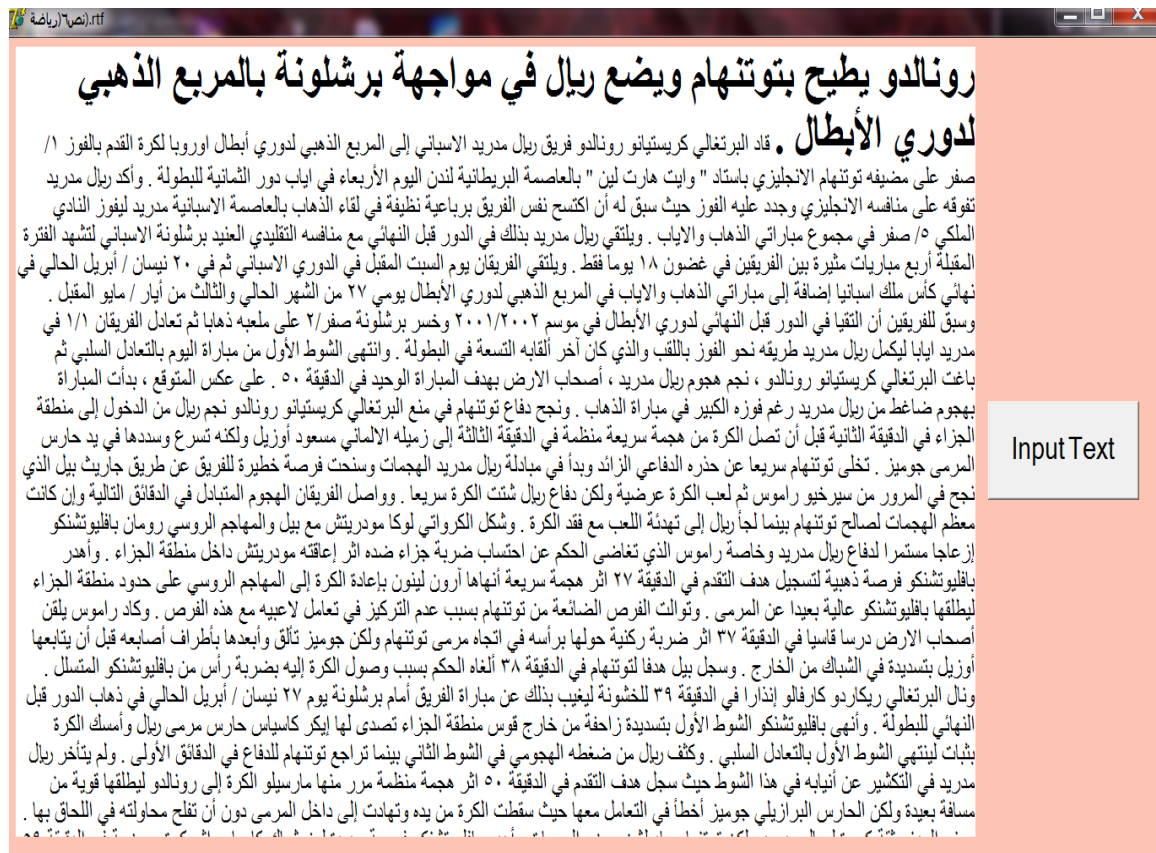 (نص٦(رياضة.rtf
رونالدو يطيح بتوتنهام ويضع ريال في مواجهة برشلونة بالمربع الذهبي
لدوري الأبطال . قاد البرتغالي كريستيانو رونالدو فريق ريال مدريد الاسباني إلى المربع الذهبي لدوري أبطال اوروبا لكرة القدم بالفوز ١/
صفر على مضيفه توتنهام الانجليزي باستاد " وايت هارت لين " بالعاصمة البريطانية لندن اليوم الأربعاء في اياب دور الثمانية للبطولة . وأكد ريال مدريد
تفوقه على منافسه الانجليزي وجدد عليه الفوز حيث سبق له أن اكتسح نفس الفريق برباعية نظيفة في لقاء الذهاب بالعاصمة الاسبانية مدريد ليفوز النادي
الملكي ٥/ صفر في مجموع مباراتي الذهاب والاياب . ويلتقي ريال مدريد بذلك في الدور قبل النهائي مع منافسه التقليدي العنيد برشلونة الاسباني لتشهد الفترة
المقبلة أربع مباريات مثيرة بين الفريقين في غضون ١٨ يوما فقط . ويلتقي الفريقان يوم السبت المقبل في الدوري الاسباني ثم في ٢٠ نيسان / أبريل الحالي في
نهائي كأس ملك اسبانيا إضافة إلى مباراتي الذهاب والاياب في المربع الذهبي لدوري الأبطال يومي ٢٧ من الشهر الحالي والثالث من أيار / مايو المقبل .
وسبق للفريقين أن التقيا في الدور قبل النهائي لدوري الأبطال في موسم ٢٠٠١/٢٠٠٢ وخسر برشلونة صفر/٢ على ملعبه ذهابا ثم تعادل الفريقان ١/١ في
مدريد ايابا ليكمل ريال مدريد طريقه نحو الفوز باللقب والذي كان آخر ألقابه التسعة في البطولة . وانتهى الشوط الأول من مباراة اليوم بالتعادل السلبي ثم
باغت البرتغالي كريستيانو رونالدو ، نجم هجوم ريال مدريد ، أصحاب الارض بهدف المباراة الوحيد في الدقيقة ٥٠ . على عكس المتوقع ، بدأت المباراة
بهجوم ضاغط من ريال مدريد رغم فوزه الكبير في مباراة الذهاب . ونجح دفاع توتنهام في منع البرتغالي كريستيانو رونالدو نجم ريال من الدخول إلى منطقة
الجزاء في الدقيقة الثانية قبل أن تصل الكرة من هجمة سريعة منظمة في الدقيقة الثالثة إلى زميله الالماني مسعود أوزيل ولكنه تسرع وسددها في يد حارس
المرمى جوميز . تخلى توتنهام سريعا عن حذره الدفاعي الزائد وبدأ في مبادلة ريال مدريد الهجمات وسنحت فرصة خطيرة للفريق عن طريق جاريث بيل الذي
نجح في المرور من سيرخيو راموس ثم لعب الكرة عرضية ولكن دفاع ريال شتت الكرة سريعا . وواصل الفريقان الهجوم المتبادل في الدقائق التالية وإن كانت
معظم الهجمات لصالح توتنهام بينما لجأ ريال إلى تهدئة اللعب مع فقد الكرة . وشكل الكرواتي لوكا مودريتش مع بيل والمهاجم الروسي رومان بافليوتشنكو
إزعاجا مستمرا لدفاع ريال مدريد وخاصة راموس الذي تغاضى الحكم عن احتساب ضربة جزاء ضده اثر إعاقته مودريتش داخل منطقة الجزاء . وأهدر
بافليوتشنكو فرصة ذهبية لتسجيل هدف التقدم في الدقيقة ٢٧ اثر هجمة سريعة أنهاها آرون لينون بإعادة الكرة إلى المهاجم الروسي على حدود منطقة الجزاء
ليطلقها بافليوتشنكو عالية بعيدا عن المرمى . وتوالت الفرص الضائعة من توتنهام بسبب عدم التركيز في تعامل لاعبيه مع هذه الفرص . وكاد راموس يلقن
أصحاب الارض درسا قاسيا في الدقيقة ٣٧ اثر ضربة ركنية حولها برأسه في اتجاه مرمى توتنهام ولكن جوميز تألق وأبعدها بأطراف أصابعه قبل أن يتابعها
أوزيل بتسديدة في الشباك من الخارج . وسجل بيل هدفا لتوتنهام في الدقيقة ٣٨ ألغاه الحكم بسبب وصول الكرة إليه بضربة رأس من بافليوتشنكو المتسلل .
ونال البرتغالي ريكاردو كارفالو إنذارا في الدقيقة ٣٩ للخشونة ليغيب بذلك عن مباراة الفريق أمام برشلونة يوم ٢٧ نيسان / أبريل الحالي في ذهاب الدور قبل
النهائي للبطولة . وأنهى بافليوتشنكو الشوط الأول بتسديدة زاحفة من خارج قوس منطقة الجزاء تصدى لها إيكر كاسياس حارس مرمى ريال وأمسك الكرة
بثبات لينتهي الشوط الأول بالتعادل السلبي . وكثف ريال من ضغطه الهجومي في الشوط الثاني بينما تراجع توتنهام للدفاع في الدقائق الأولى . ولم يتأخر ريال
مدريد في التكشير عن أنيابه في هذا الشوط حيث سجل هدف التقدم في الدقيقة ٥٠ اثر هجمة منظمة مرر منها مارسيلو الكرة إلى رونالدو ليطلقها قوية من
مسافة بعيدة ولكن الحارس البرازيلي جوميز أخطأ في التعامل معها حيث سقطت الكرة من يده وتهادت إلى داخل المرمى دون أن تفلح محاولته في اللحاق بها .
Input Text